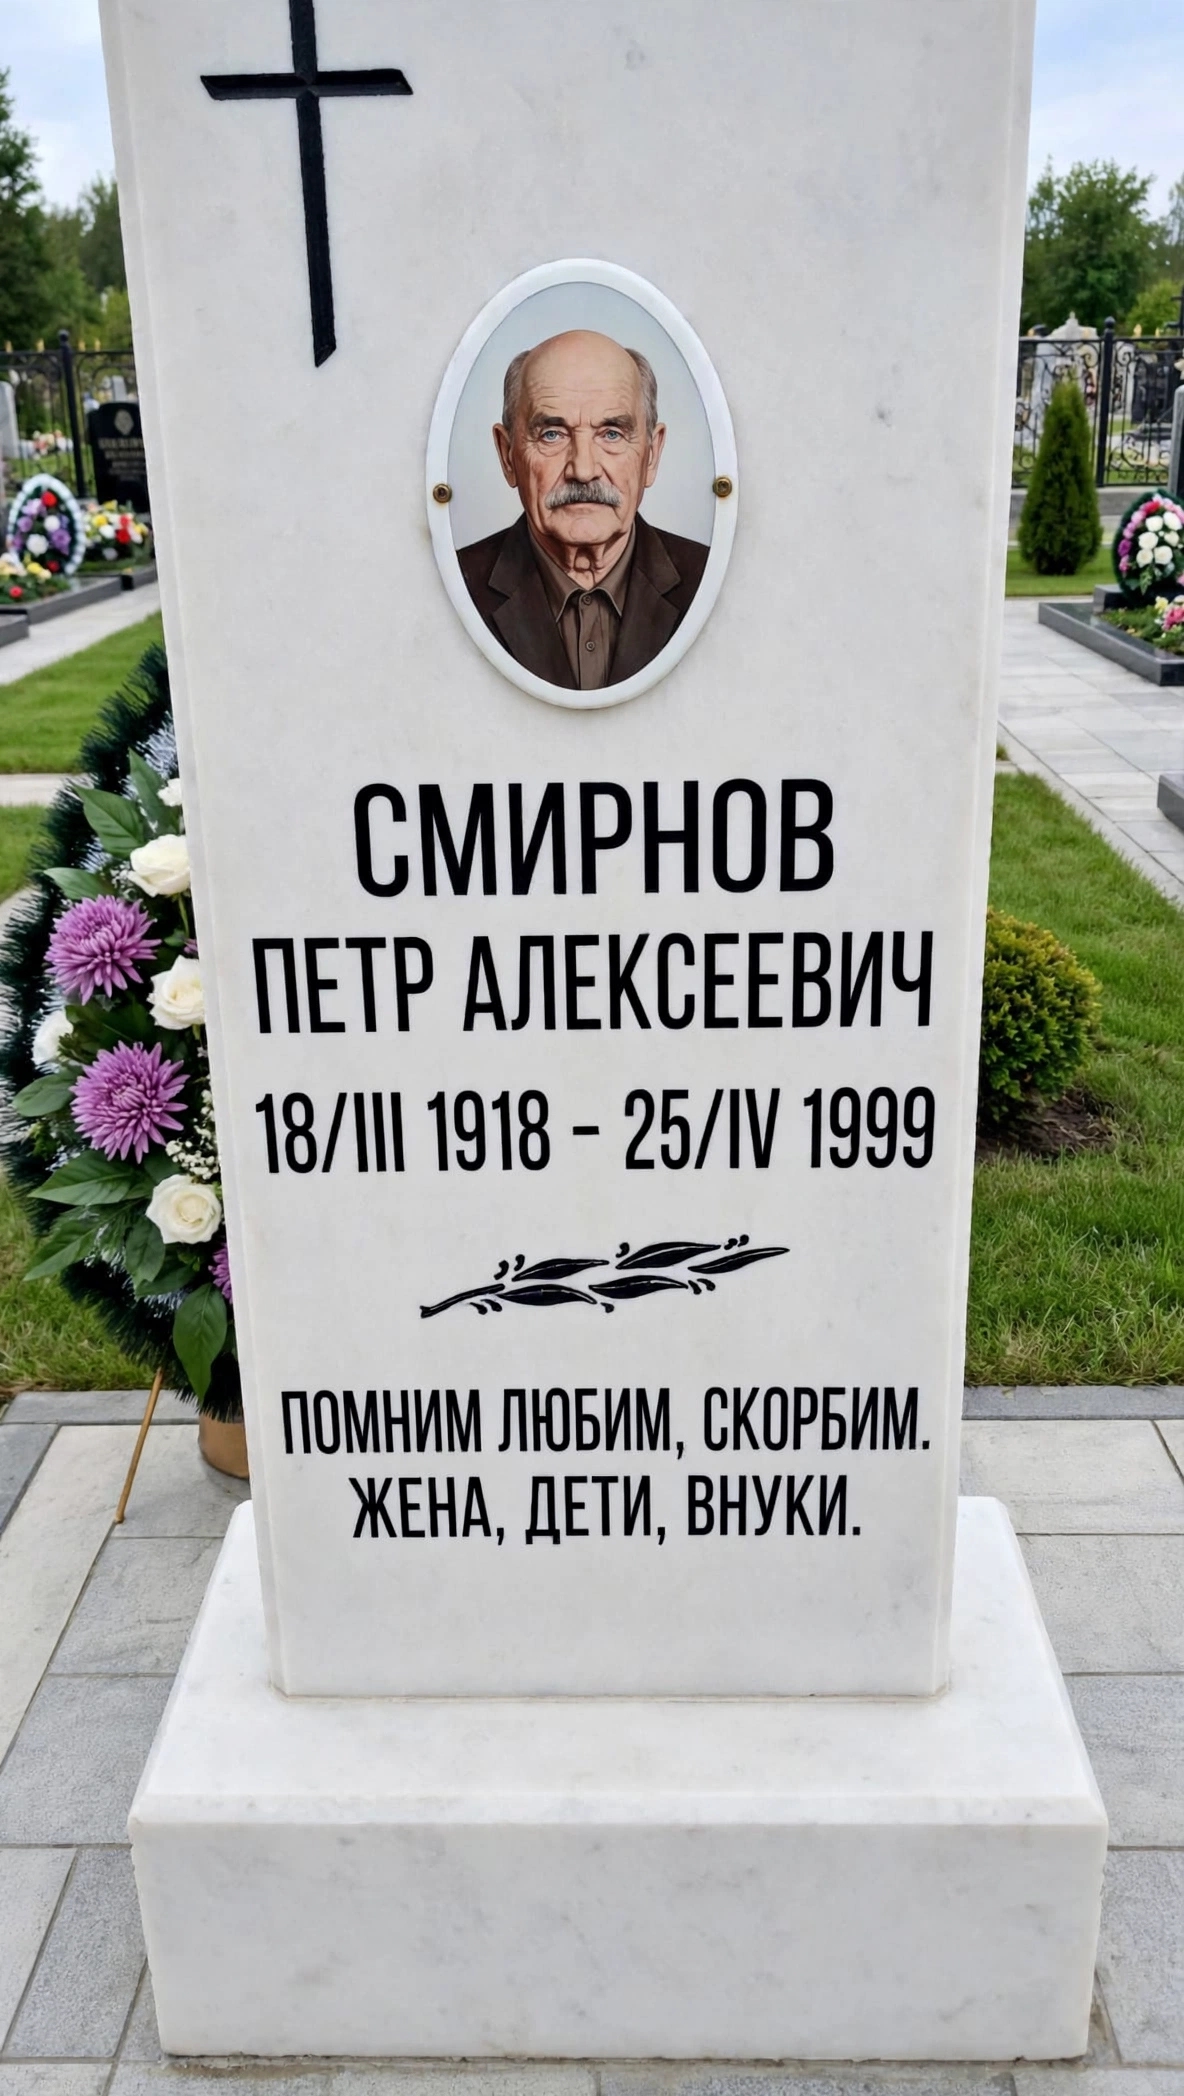 СМИРНОВ
ПЕТР АЛЕКСЕЕВИЧ
18/III 1918 - 25/IV 1999
ПОМНИМ ЛЮБИМ, СКОРБИМ.
ЖЕНА, ДЕТИ, ВНУКИ.